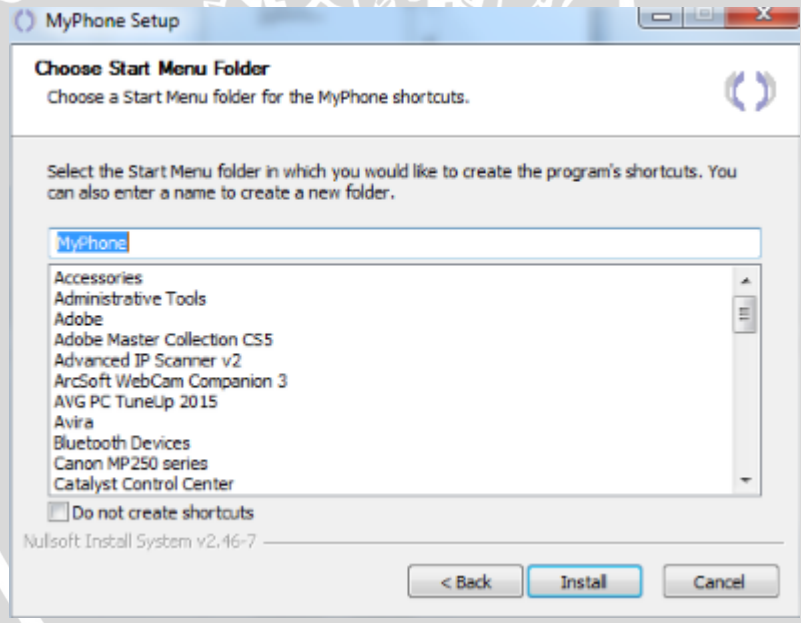 MyPhone Setup
Choose Start Menu Folder
Choose a Start Menu folder for the MyPhone shortcuts.
Select the Start Menu folder in which you would like to create the program's shortcuts. You
can also enter a name to create a new folder.
MyPhone
Accessories
Administrative Tools
Adobe
Adobe Master Collection CS5
Advanced IP Scanner v2
ArcSoft WebCam Companion 3
AVG PC TuneUp 2015
Avira
Bluetooth Devices
Canon MP250 series
Catalyst Control Center
Do not create shortcuts
Nullsoft Install System v2.46-7
< Back
Install
Cancel